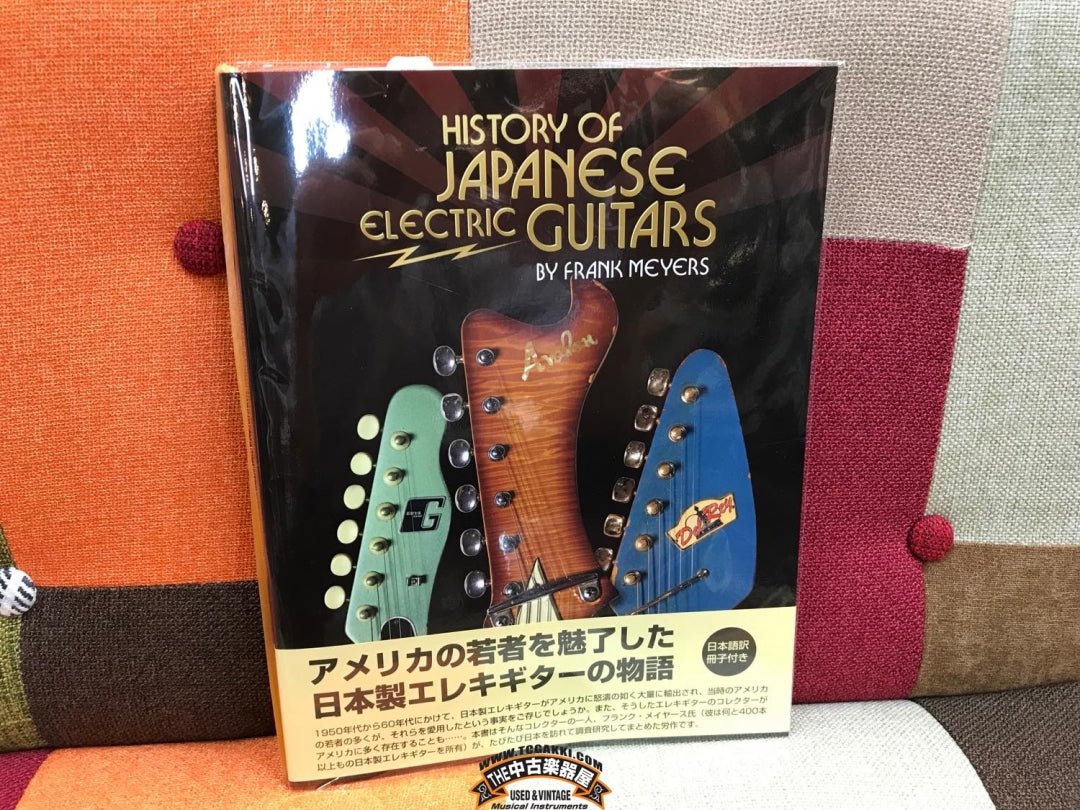 HISTORY OF
JAPANESE
ELECTRIC GUITARS
BY FRANK MEYERS
Avalon
G
E1
Del Rey
アメリカの若者を魅了した
日本製エレキギターの物語
日本語訳
冊子付き
1950年代から60年代にかけて、日本製エレキギターがアメリカに怒濤の如く大量に輸出され、当時のアメリカ
の若者の多くが、それらを愛用したという事実をご存じでしょうか。また、そうしたエレキギターのコレクターが
アメリカに多く存在することも……。本書はそんなコレクターの一人、フランク・メイヤース氏(彼は何と400本
以上もの日本製エレキギターを所有)が、たびたび日本を訪れて調査研究してまとめた労作です。
WWW.TCGAKKI.COM
THE中古楽器屋
USED & VINTAGE
Musical Instruments